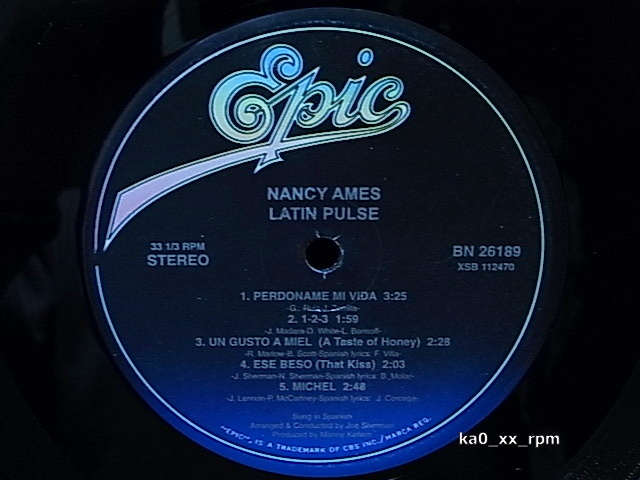 Epic
NANCY AMES
LATIN PULSE
33 1/3 RPM
STEREO
BN 26189
XSB 112470
1. PERDONAME MI VIDA 3:25
2. 1-2-3 1:59
-J. Madara-D. White-L. Borisoff-
3. UN GUSTO A MIEL (A Taste of Honey) 2:28
-R. Marlow-B. Scott-Spanish lyrics: F. Villa-
4. ESE BESO (That Kiss) 2:03
-J. Sherman-N. Sherman-Spanish lyrics: B. Molar-
5. MICHEL 2:48
-J. Lennon-P. McCartney-Spanish lyrics: J.
Sung in Spanish
Arranged & Conducted by Joe Sherman
Produced by Manny Kellem
"EPIC" IS A TRADEMARK OF CBS INC./MARCA REG.
ka0_xx_rpm